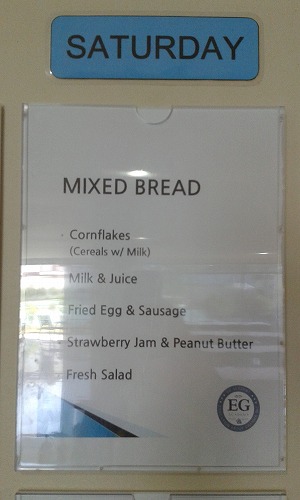 SATURDAY
MIXED BREAD
Cornflakes
(Cereals w/ Milk)
Milk & Juice
Fried Egg & Sausage
Strawberry Jam & Peanut Butter
Fresh Salad
EG